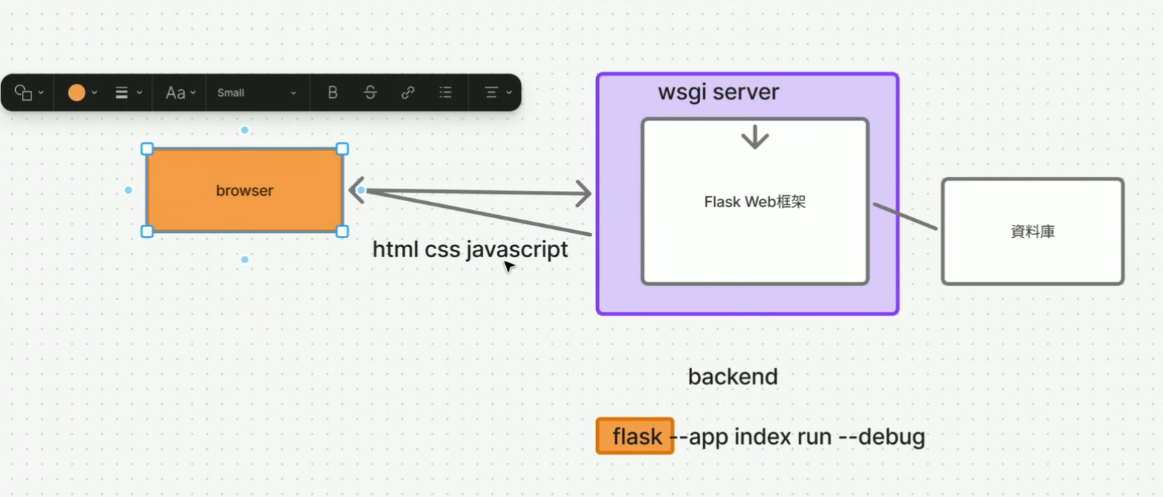 wsgi server
Aa
Small
B
S
browser
Flask Web框架
資料庫
html css javascript
backend
flask --app index run --debug